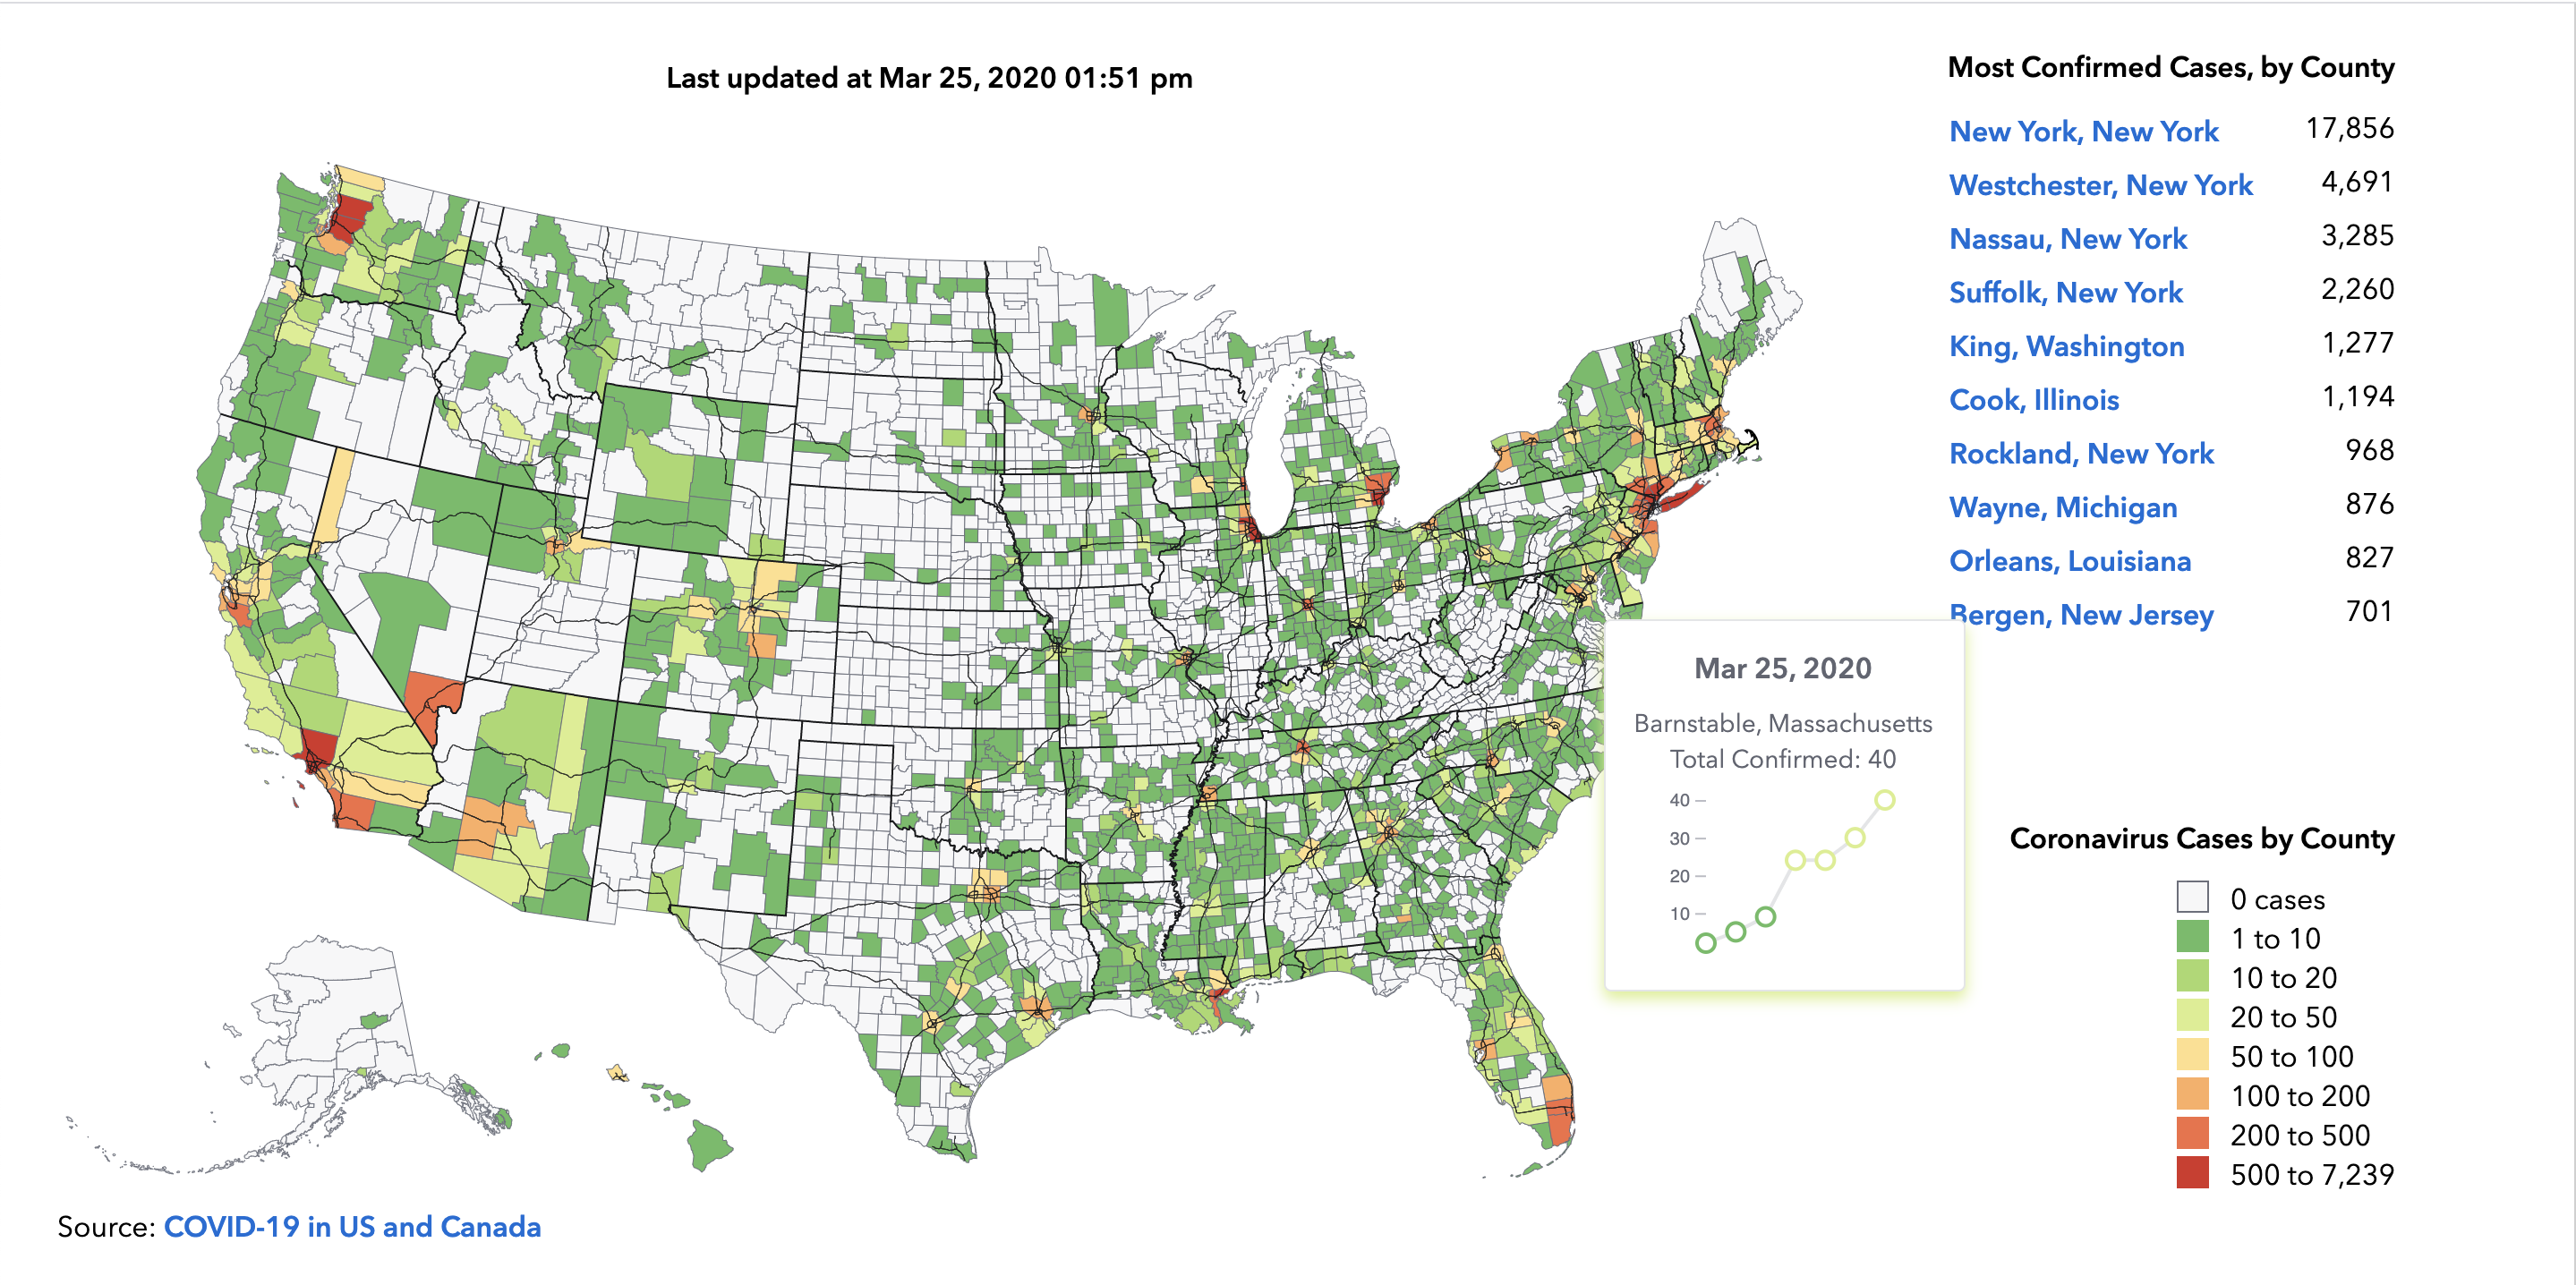 Last updated at Mar 25, 2020 01:51 pm
Most Confirmed Cases, by County
New York, New York 17,856
Westchester, New York 4,691
Nassau, New York 3,285
Suffolk, New York 2,260
King, Washington 1,277
Cook, Illinois 1,194
Rockland, New York 968
Wayne, Michigan 876
Orleans, Louisiana 827
Bergen, New Jersey 701
Mar 25, 2020
Barnstable, Massachusetts
Total Confirmed: 40
40
30
20
10
Coronavirus Cases by County
0 cases
1 to 10
10 to 20
20 to 50
50 to 100
100 to 200
200 to 500
500 to 7,239
Source: COVID-19 in US and Canada